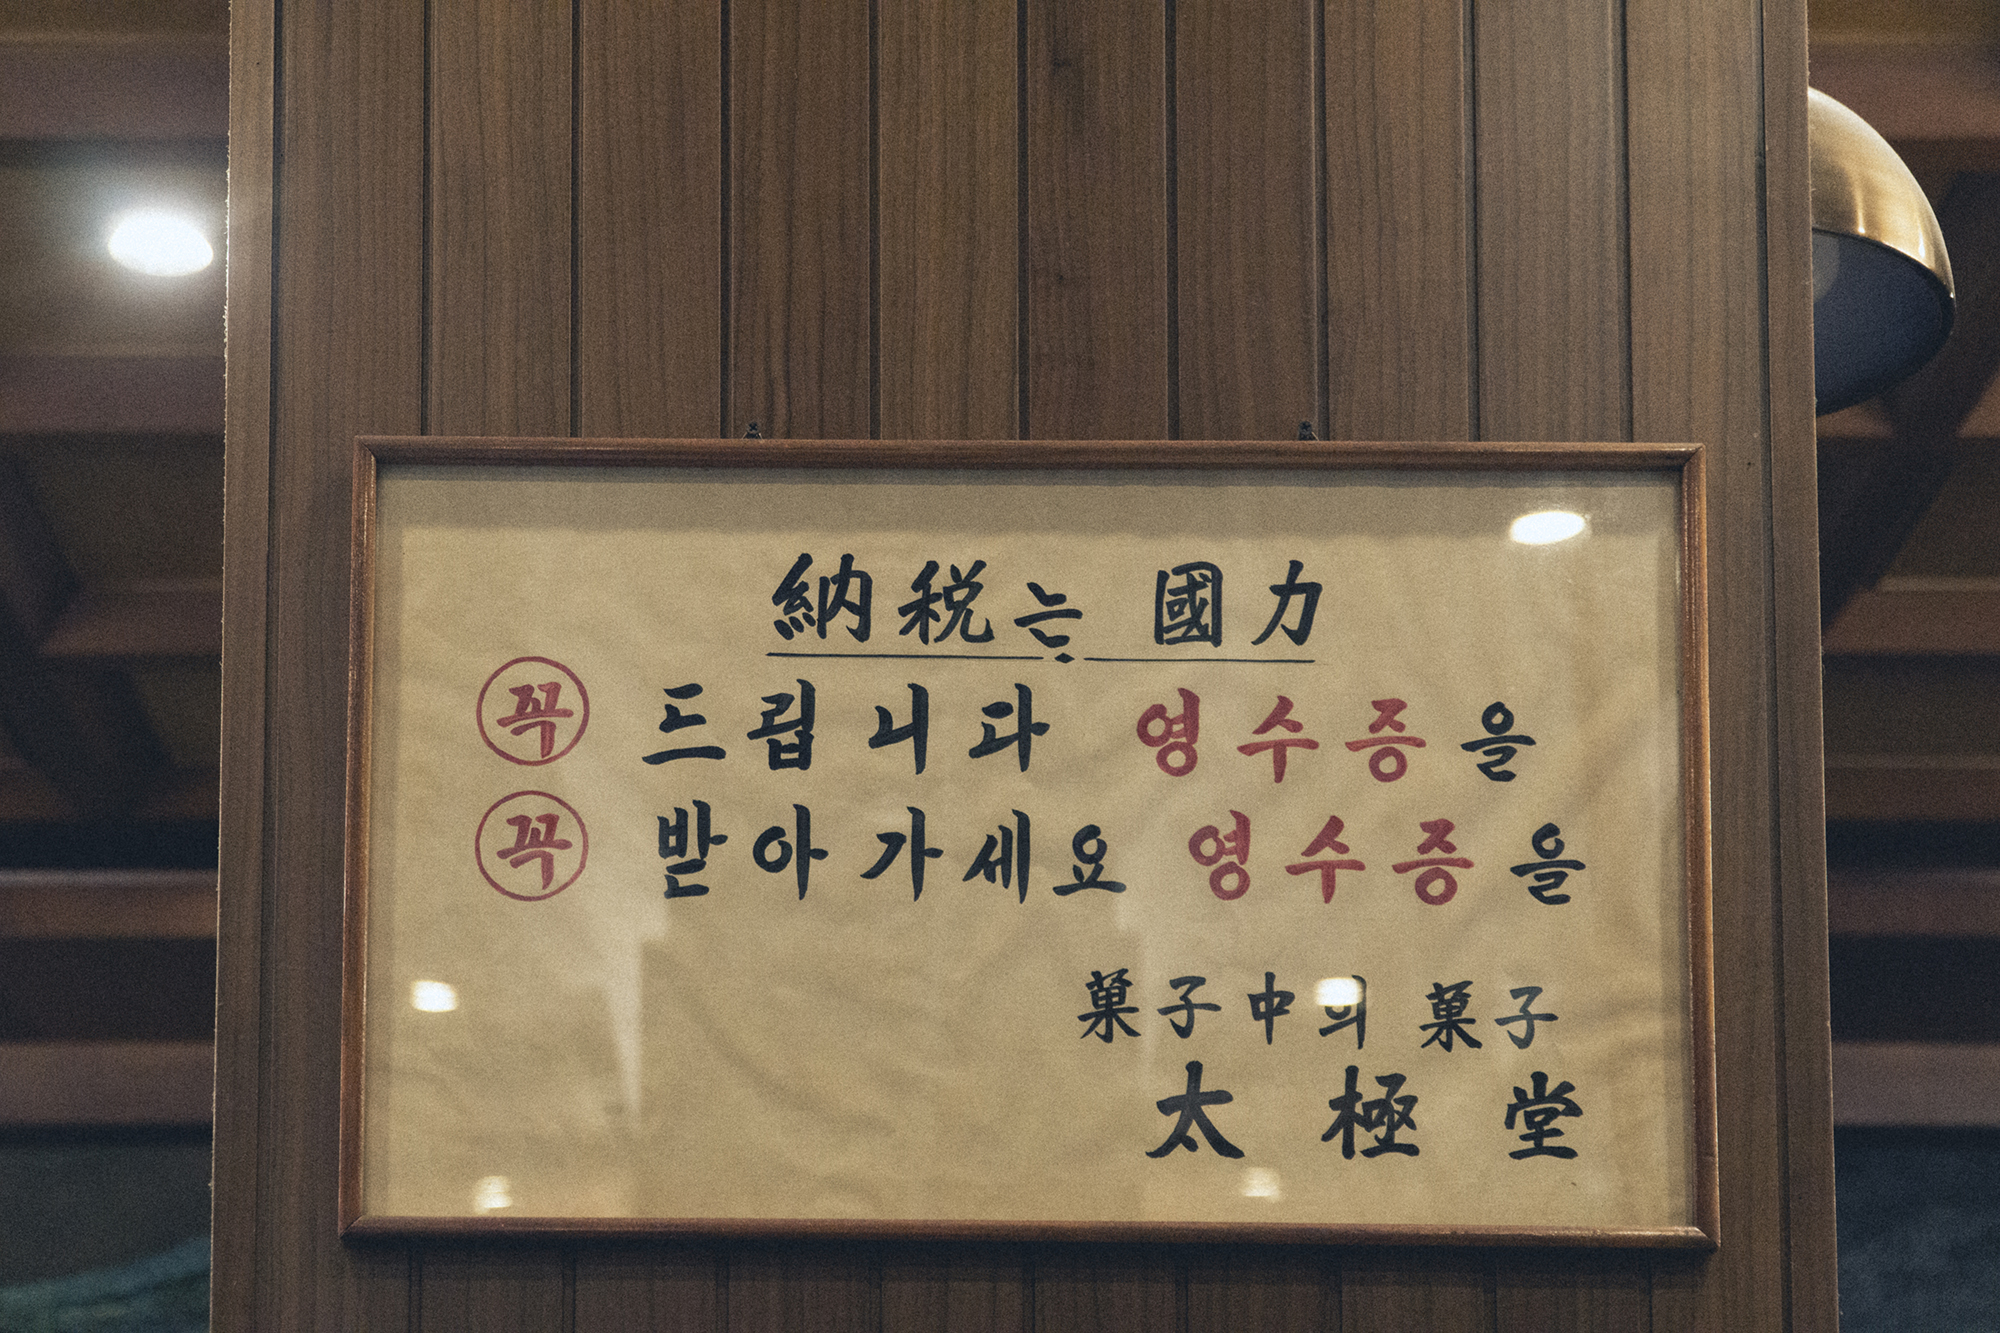 納税는 國力
꼭 드립니다 영수증을
꼭 받아가세요 영수증을
菓子中의 菓子
太極堂